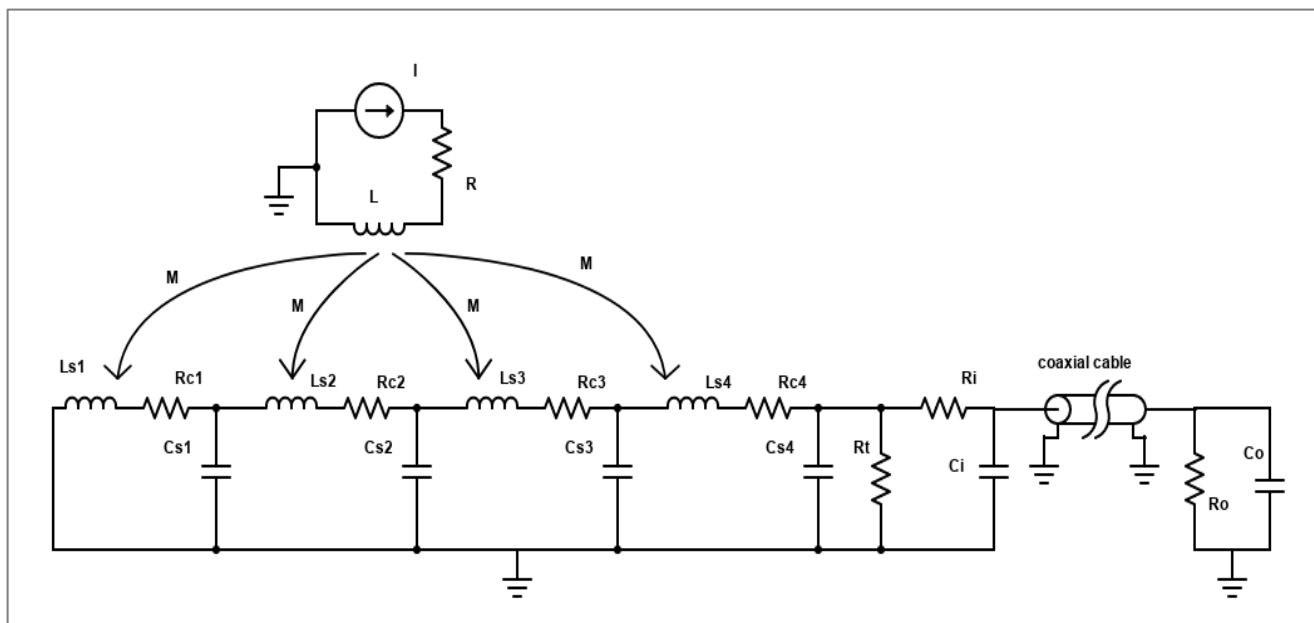 I
R
L
M
M
M
M
Ls1
Rc1
Ls2
Rc2
Ls3
Rc3
Ls4
Rc4
Ri
coaxial cable
Cs1
Cs2
Cs3
Cs4
Rt
Ci
Ro
Co